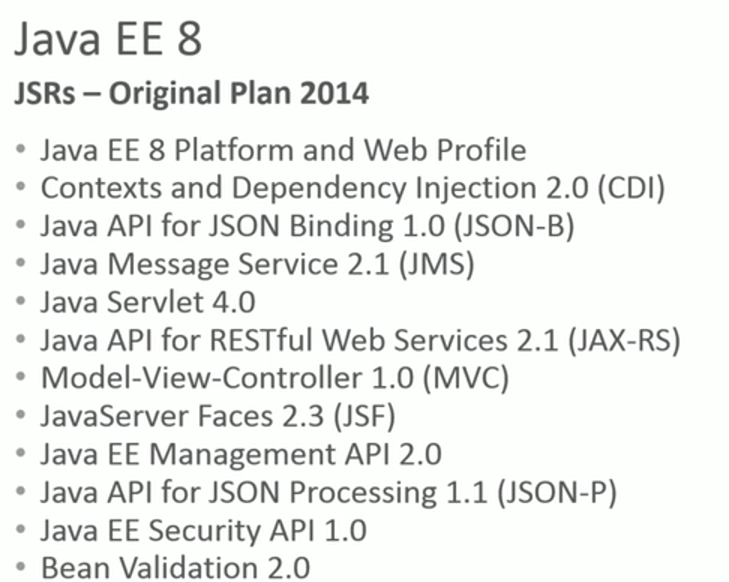 Java EE 8
JSRs – Original Plan 2014
• Java EE 8 Platform and Web Profile
• Contexts and Dependency Injection 2.0 (CDI)
• Java API for JSON Binding 1.0 (JSON-B)
• Java Message Service 2.1 (JMS)
• Java Servlet 4.0
• Java API for RESTful Web Services 2.1 (JAX-RS)
• Model-View-Controller 1.0 (MVC)
• JavaServer Faces 2.3 (JSF)
• Java EE Management API 2.0
• Java API for JSON Processing 1.1 (JSON-P)
• Java EE Security API 1.0
• Bean Validation 2.0